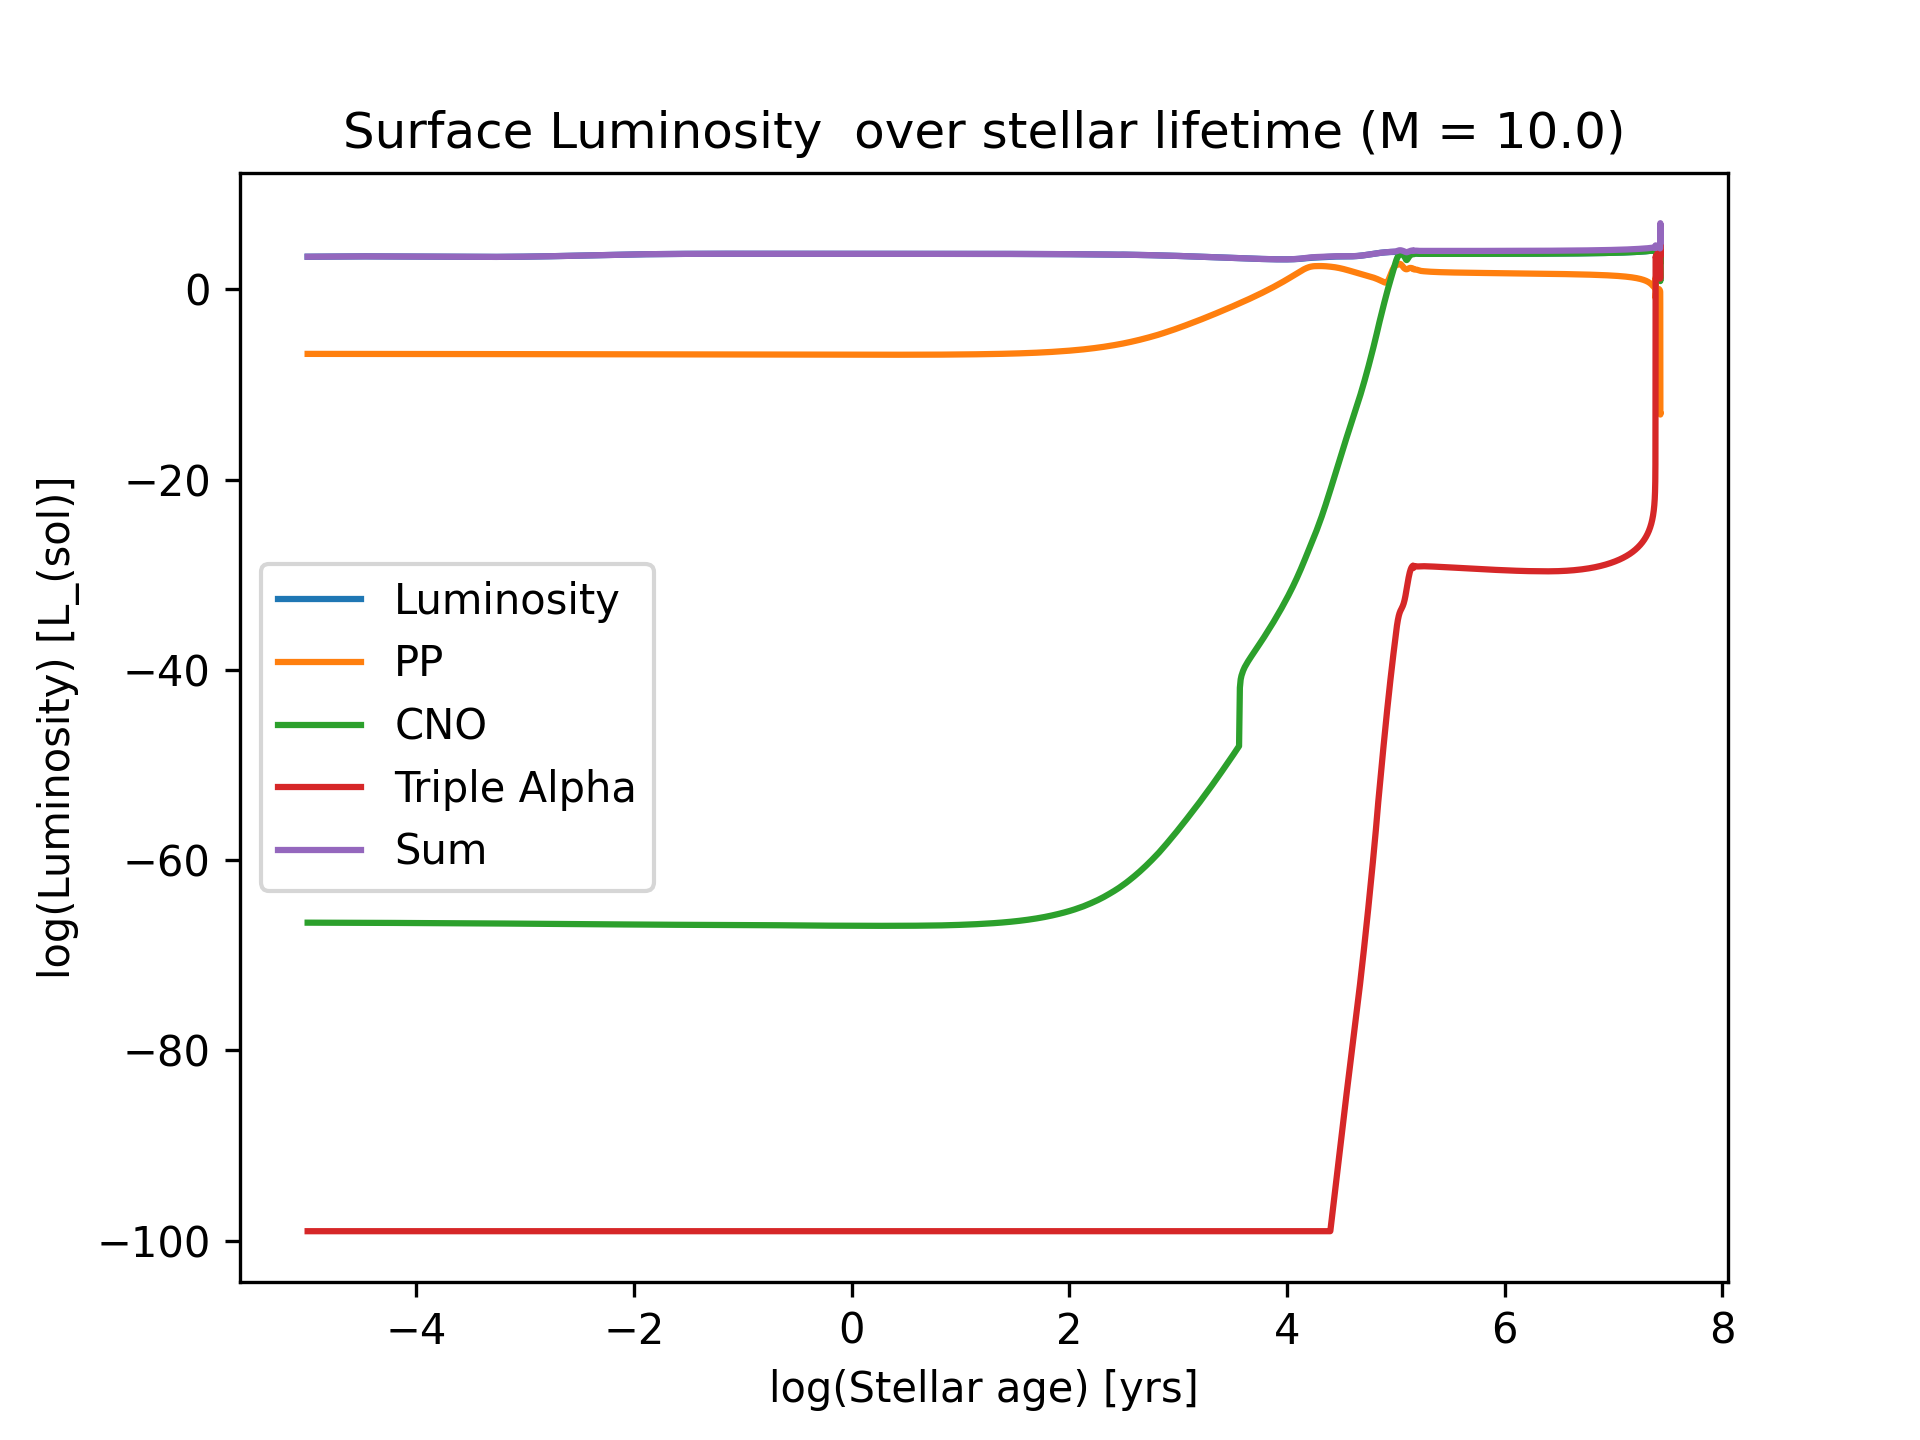 Surface Luminosity  over stellar lifetime (M = 10.0)
log(Luminosity) [L_(sol)]
0
−20
−40
−60
−80
−100
Luminosity
PP
CNO
Triple Alpha
Sum
−4
−2
0
2
4
6
8
log(Stellar age) [yrs]